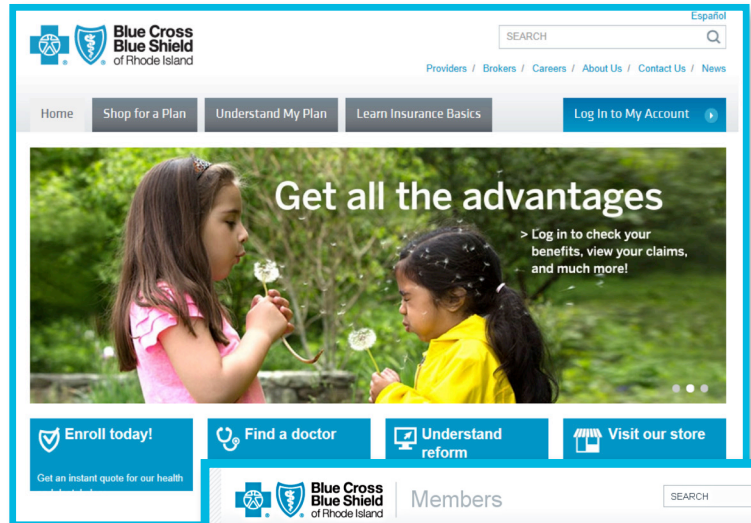 Español
Blue Cross
Blue Shield
of Rhode Island
SEARCH
Providers / Brokers / Careers / About Us / Contact Us / News
Home
Shop for a Plan
Understand My Plan
Learn Insurance Basics
Log In to My Account
Get all the advantages
> Log in to check your
benefits, view your claims,
and much more!
Enroll today!
Find a doctor
Understand
reform
Visit our store
Get an instant quote for our health
Blue Cross
Blue Shield
of Rhode Island
Members
SEARCH